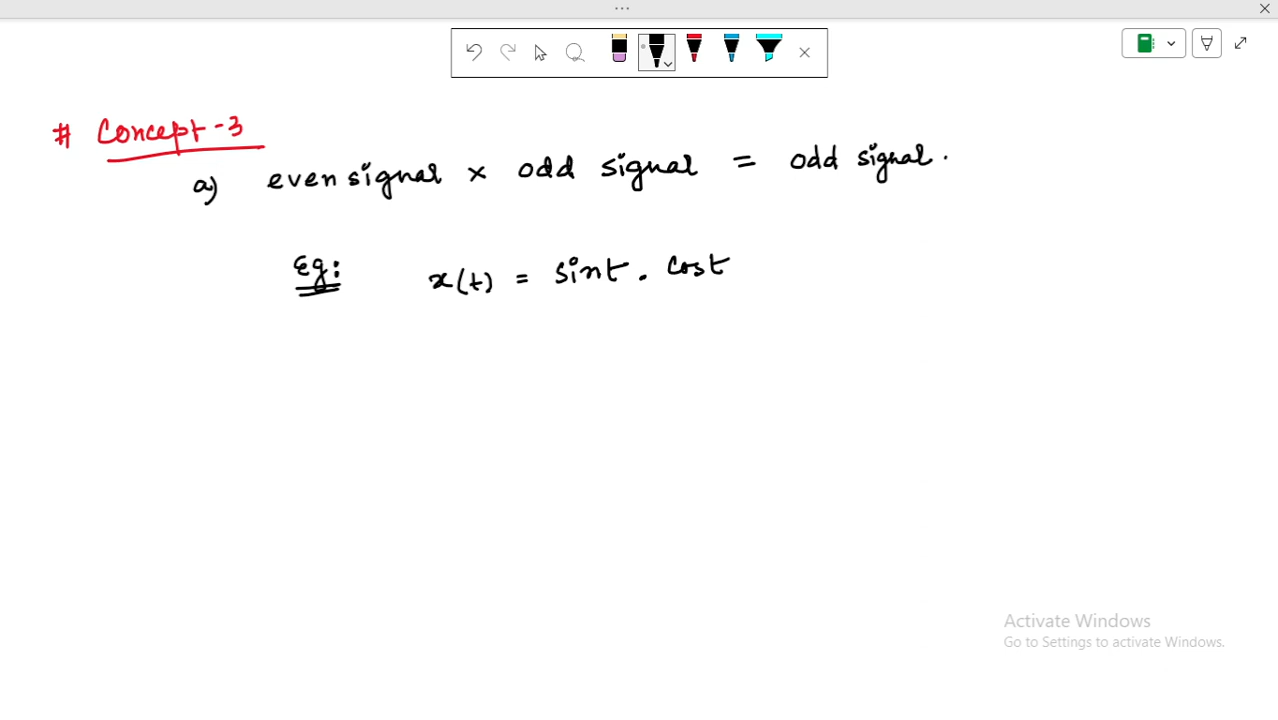 # Concept-3
a) even signal × odd signal = odd signal.
Eg: x(t) = sint . cost
Activate Windows
Go to Settings to activate Windows.